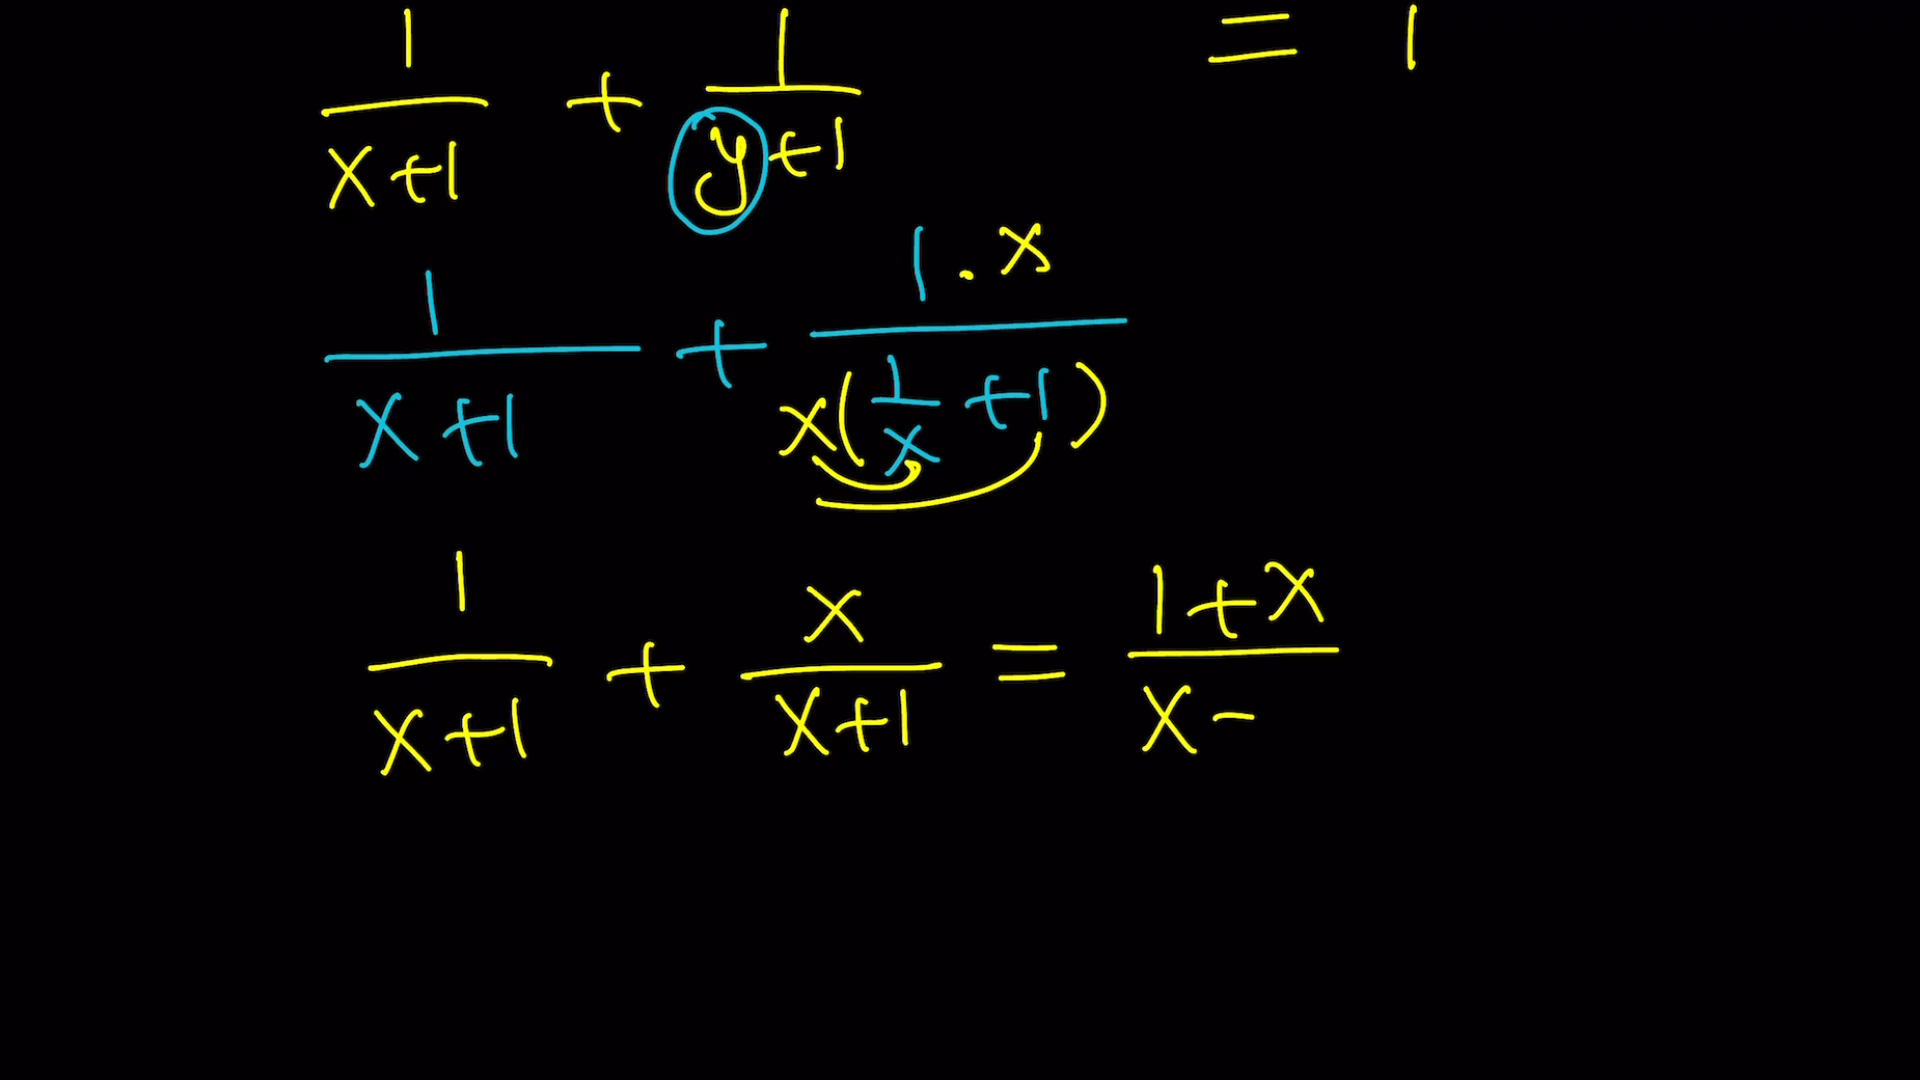 1/(x+1) + 1/(y+1) = 1
1/(x+1) + (1·x)/(x(1/x +1))
1/(x+1) + x/(x+1) = (1+x)/(x-